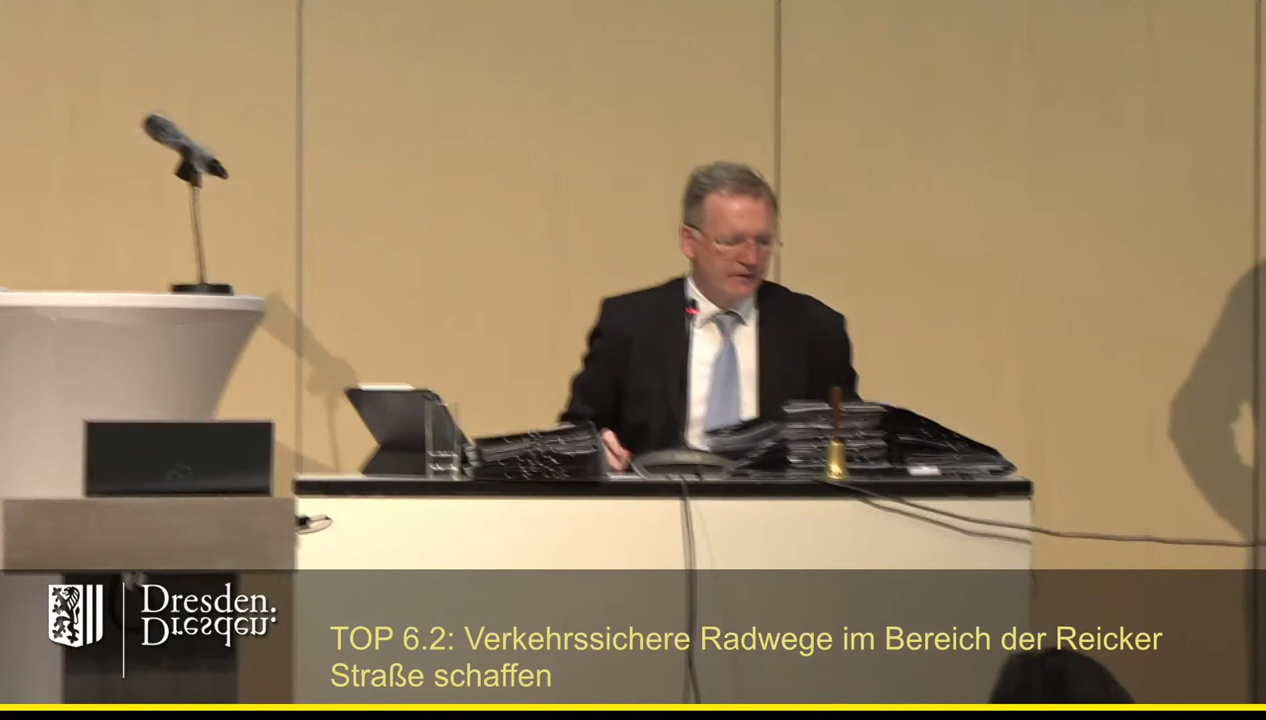 Dresden.
Dresden.
TOP 6.2: Verkehrssichere Radwege im Bereich der Reicker
Straße schaffen